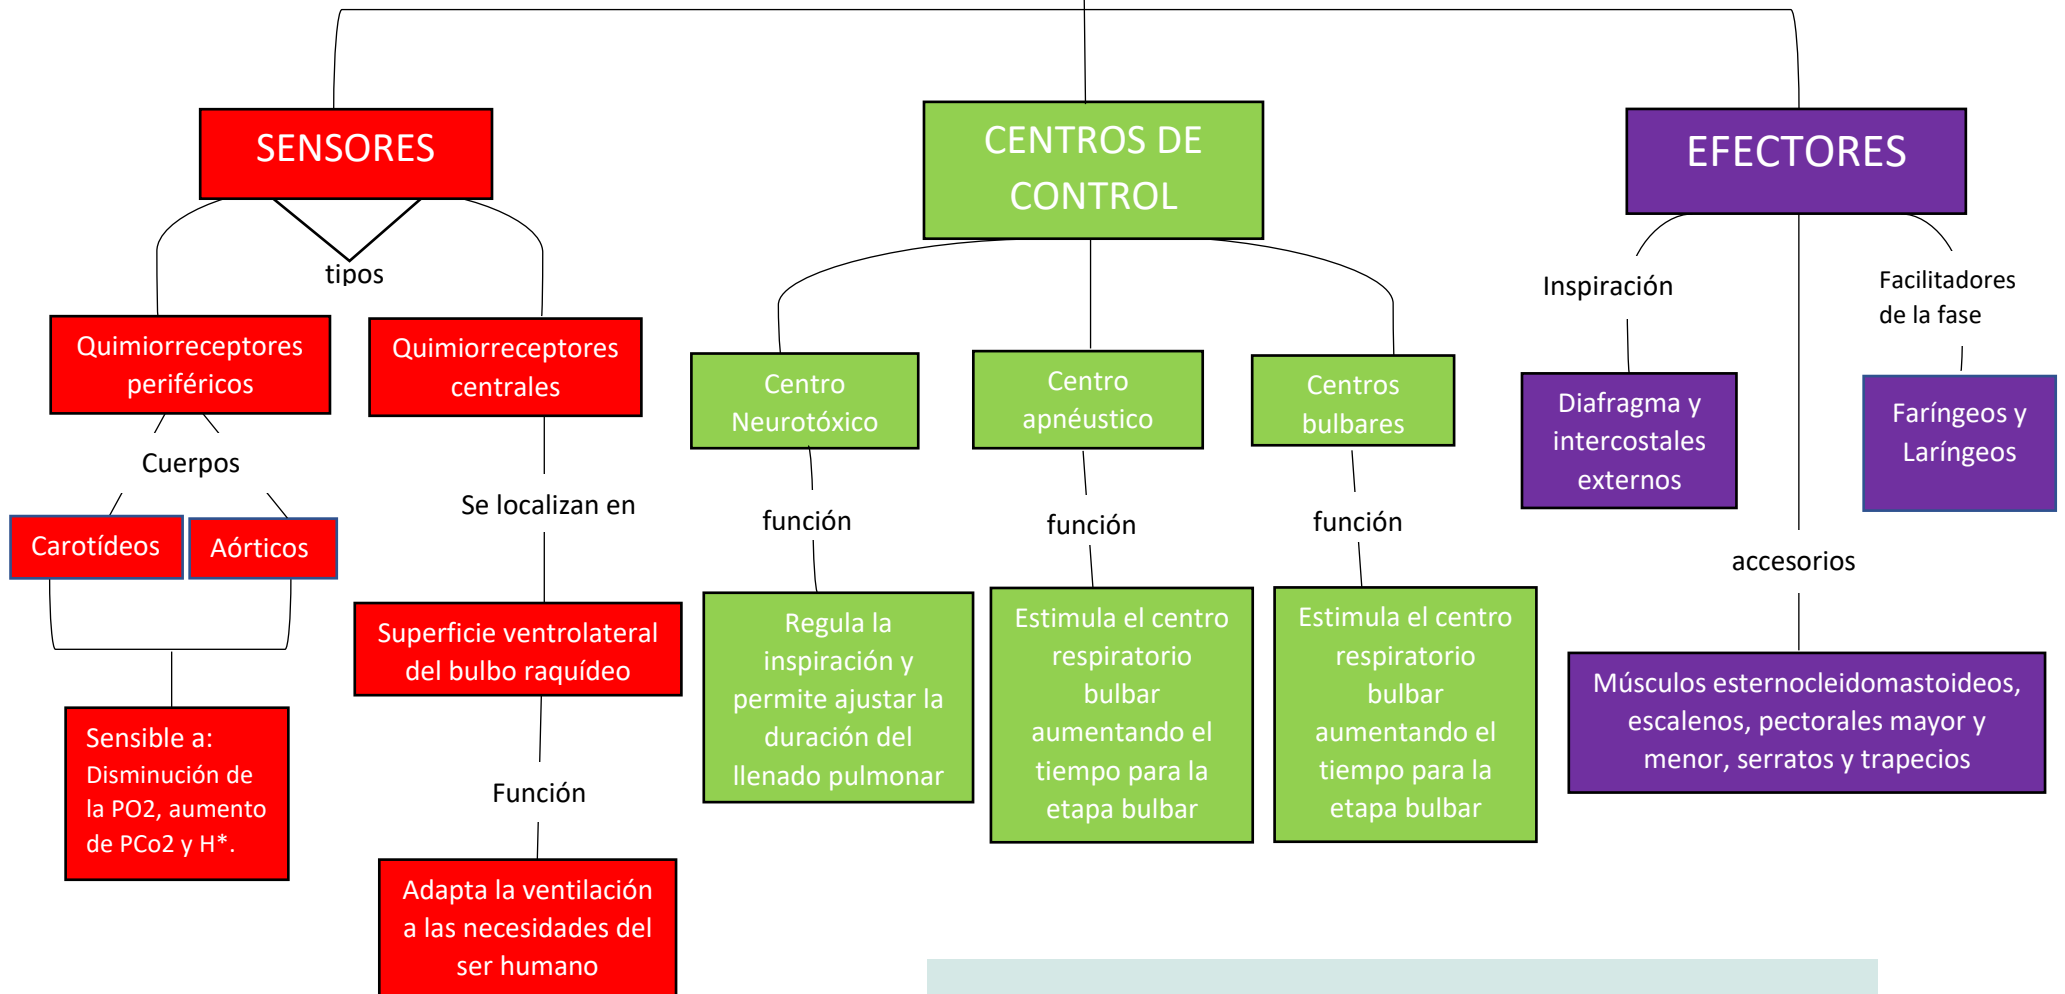 SENSORES
tipos
Quimiorreceptores
periféricos
Quimiorreceptores
centrales
Cuerpos
Carotídeos
Aórticos
Sensible a:
Disminución de
la PO2, aumento
de PCo2 y H*.
Se localizan en
Superficie ventrolateral
del bulbo raquídeo
Función
Adapta la ventilación
a las necesidades del
ser humano
CENTROS DE
CONTROL
Centro
Neurotóxico
función
Regula la
inspiración y
permite ajustar la
duración del
llenado pulmonar
Centro
apnéustico
función
Estimula el centro
respiratorio
bulbar
aumentando el
tiempo para la
etapa bulbar
Centros
bulbares
función
Estimula el centro
respiratorio
bulbar
aumentando el
tiempo para la
etapa bulbar
EFECTORES
Inspiración
Diafragma y
intercostales
externos
Facilitadores
de la fase
Faríngeos y
Laríngeos
accesorios
Músculos esternocleidomastoideos,
escalenos, pectorales mayor y
menor, serratos y trapecios